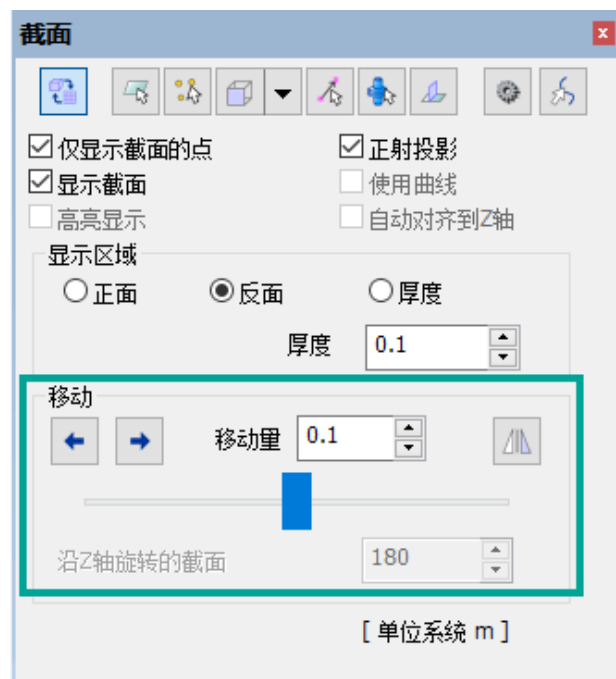 截面
仅显示截面的点 正射投影
显示截面 使用曲线
高亮显示 自动对齐到Z轴
显示区域
正面 反面 厚度
厚度 0.1
移动
移动量 0.1
沿Z轴旋转的截面 180
[ 单位系统 m ]